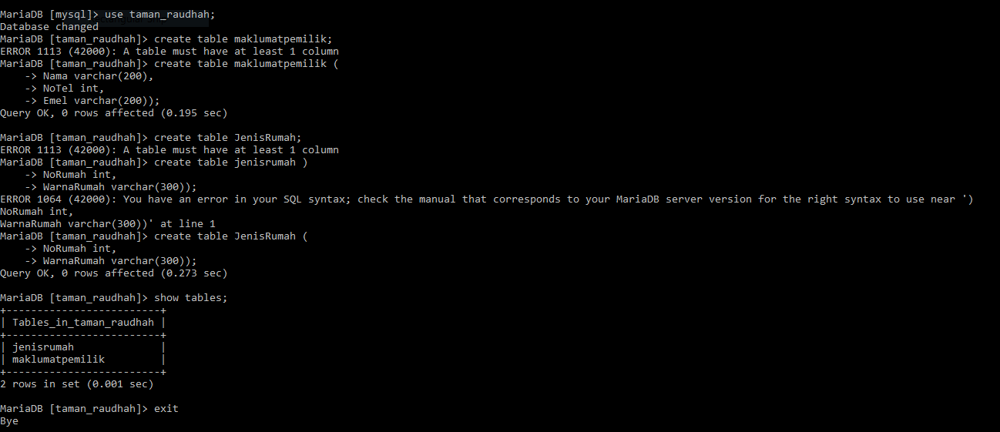 MariaDB [mysql]> use taman_raudhah;
Database changed
MariaDB [taman_raudhah]> create table maklumatpemilik;
ERROR 1113 (42000): A table must have at least 1 column
MariaDB [taman_raudhah]> create table maklumatpemilik (
    -> Nama varchar(200),
    -> NoTel int,
    -> Emel varchar(200));
Query OK, 0 rows affected (0.195 sec)

MariaDB [taman_raudhah]> create table JenisRumah;
ERROR 1113 (42000): A table must have at least 1 column
MariaDB [taman_raudhah]> create table jenisrumah )
    -> NoRumah int,
    -> WarnaRumah varchar(300));
ERROR 1064 (42000): You have an error in your SQL syntax; check the manual that corresponds to your MariaDB server version for the right syntax to use near ')
NoRumah int,
WarnaRumah varchar(300))' at line 1
MariaDB [taman_raudhah]> create table JenisRumah (
    -> NoRumah int,
    -> WarnaRumah varchar(300));
Query OK, 0 rows affected (0.273 sec)

MariaDB [taman_raudhah]> show tables;
+-------------------------+
| Tables_in_taman_raudhah |
+-------------------------+
| jenisrumah              |
| maklumatpemilik         |
+-------------------------+
2 rows in set (0.001 sec)

MariaDB [taman_raudhah]> exit
Bye